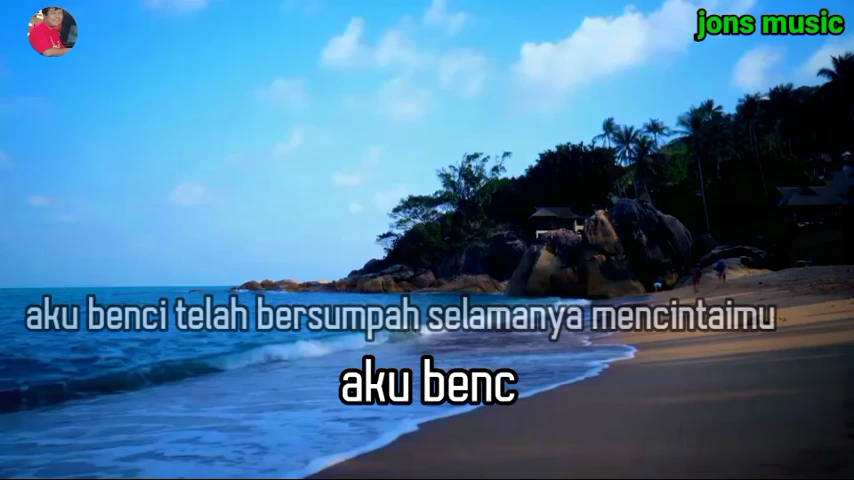 jons music
aku benci telah bersumpah selamanya mencintaimu
aku benc